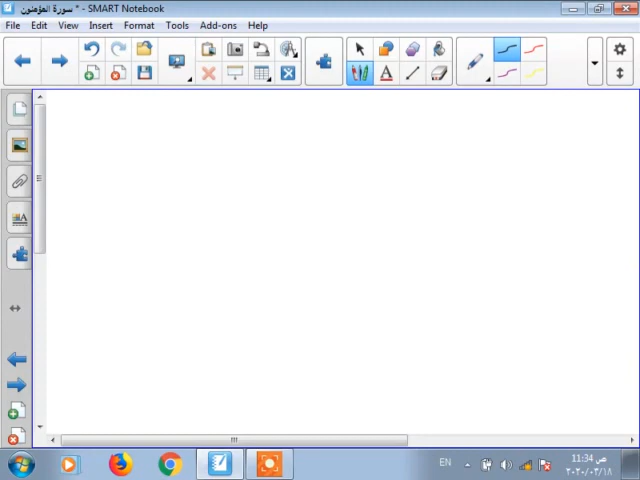 سورة المؤمنون * - SMART Notebook
File Edit View Insert Format Tools Add-ons Help
EN
11:34 ص
٢٠٢٠/٠٣/١٨